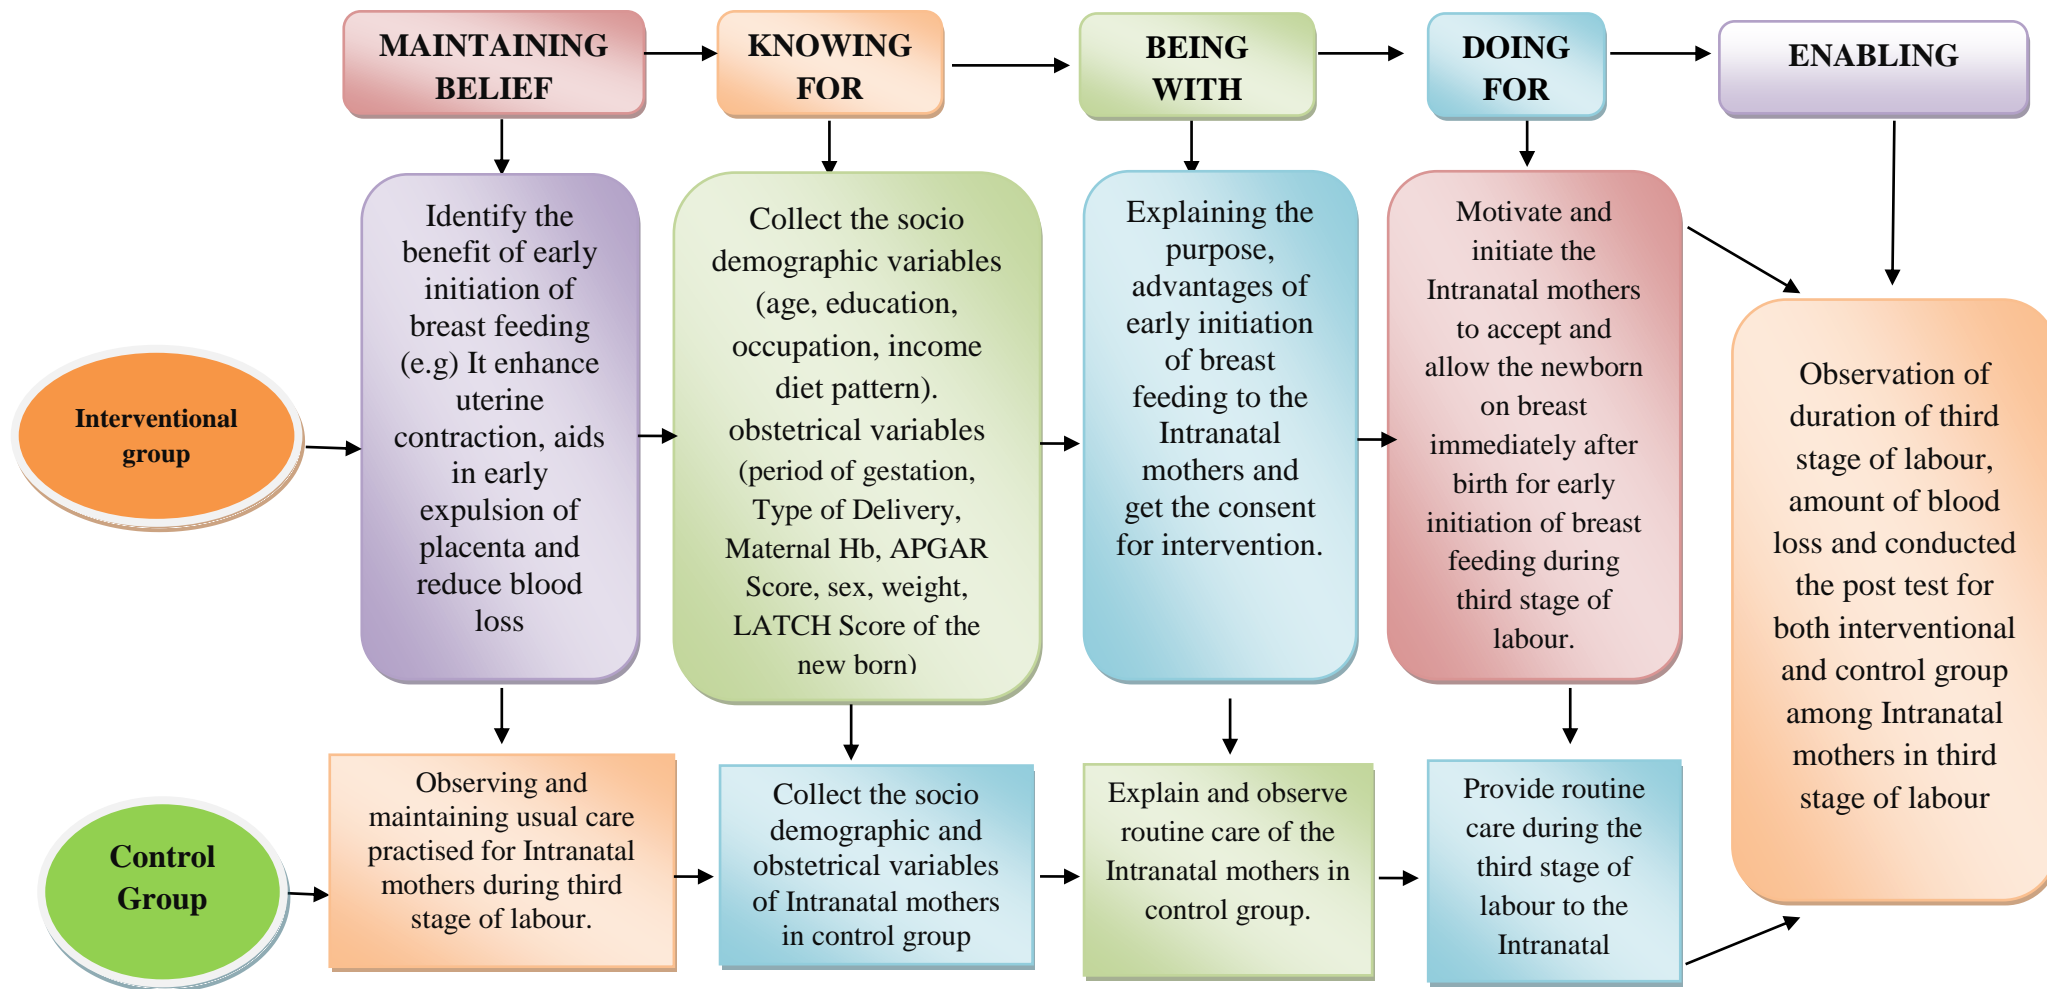 MAINTAINING
BELIEF
KNOWING
FOR
BEING
WITH
DOING
FOR
ENABLING
Interventional
group
Identify the
benefit of early
initiation of
breast feeding
(e.g) It enhance
uterine
contraction, aids
in early
expulsion of
placenta and
reduce blood
loss
Collect the socio
demographic variables
(age, education,
occupation, income
diet pattern).
obstetrical variables
(period of gestation,
Type of Delivery,
Maternal Hb, APGAR
Score, sex, weight,
LATCH Score of the
new born)
Explaining the
purpose,
advantages of
early initiation
of breast
feeding to the
Intranatal
mothers and
get the consent
for intervention.
Motivate and
initiate the
Intranatal mothers
to accept and
allow the newborn
on breast
immediately after
birth for early
initiation of breast
feeding during
third stage of
labour.
Observation of
duration of third
stage of labour,
amount of blood
loss and conducted
the post test for
both interventional
and control group
among Intranatal
mothers in third
stage of labour
Control
Group
Observing and
maintaining usual care
practised for Intranatal
mothers during third
stage of labour.
Collect the socio
demographic and
obstetrical variables
of Intranatal mothers
in control group
Explain and observe
routine care of the
Intranatal mothers in
control group.
Provide routine
care during the
third stage of
labour to the
Intranatal